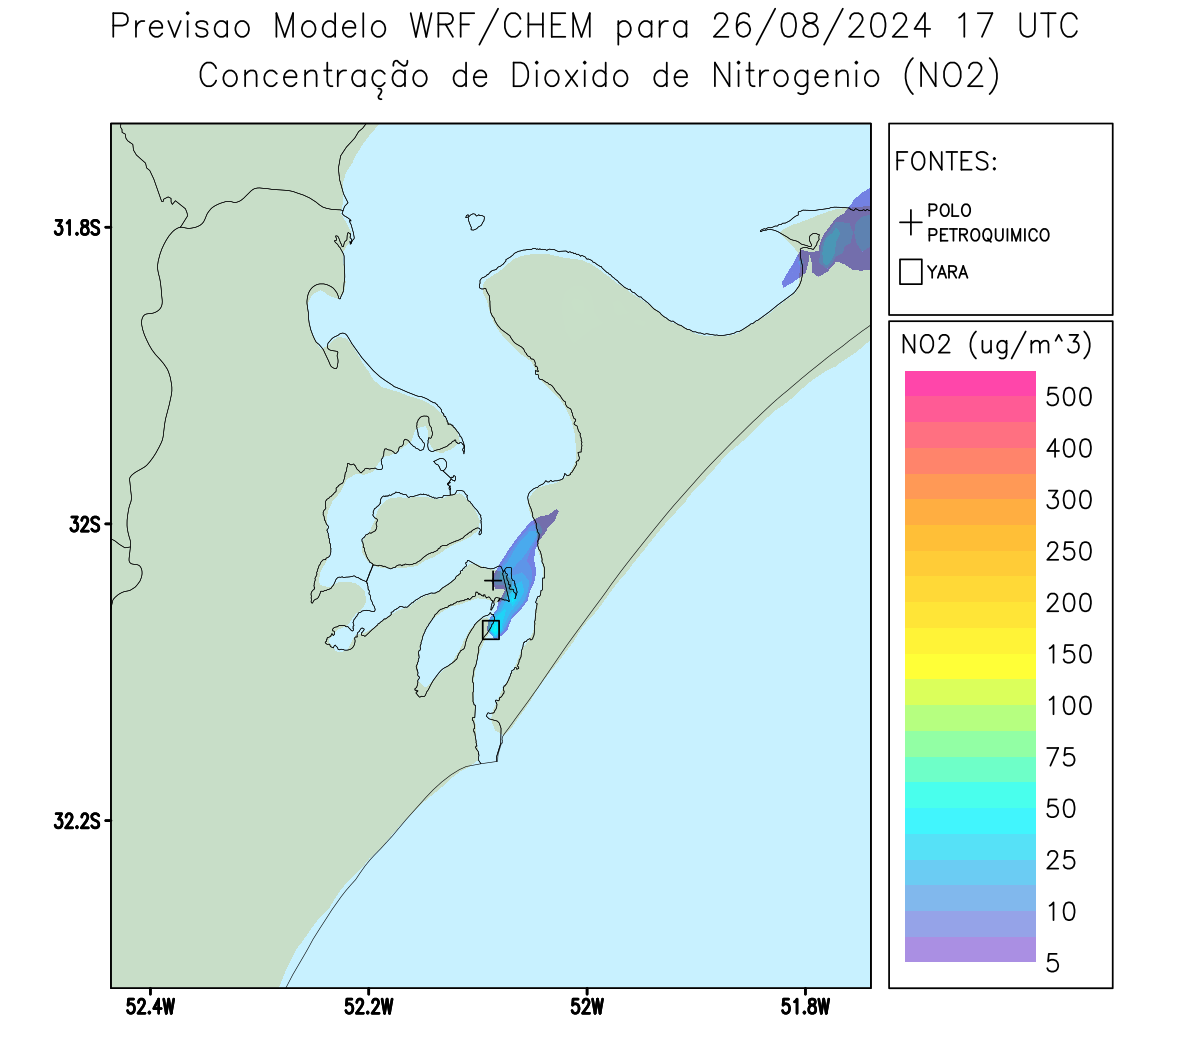 Previsao Modelo WRF/CHEM para 26/08/2024 17 UTC
Concentração de Dioxido de Nitrogenio (NO2)
FONTES:
POLO
PETROQUIMICO
YARA
NO2 (ug/m^3)
500
400
300
250
200
150
100
75
50
25
10
5
31.8S
32S
32.2S
52.4W
52.2W
52W
51.8W